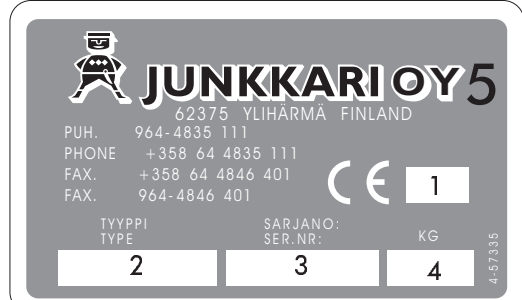 JUNKKARI OY 5
62375 YLIHÄRMÄ FINLAND
PUH. 964-4835 111
PHONE +358 64 4835 111
FAX. +358 64 4846 401
FAX. 964-4846 401
CE 1
TYYPPI SARJANO:
TYPE SER.NR: KG
2 3 4
4-57335